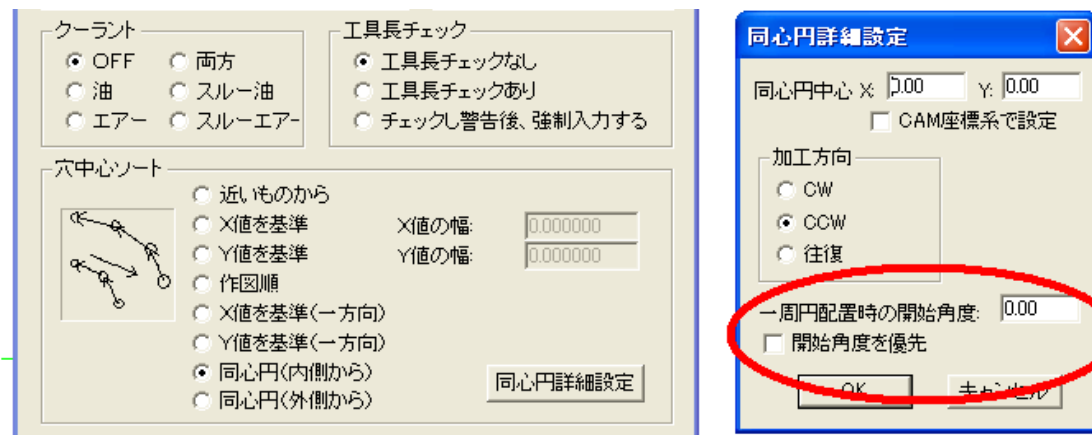 クーラント
OFF 両方
油 スルー油
エアー スルーエアー
工具長チェック
工具長チェックなし
工具長チェックあり
チェックし警告後、強制入力する
穴中心ソート
近いものから
X値を基準 X値の幅: 0.000000
Y値を基準 Y値の幅: 0.000000
作図順
X値を基準(一方向)
Y値を基準(一方向)
同心円(内側から)
同心円(外側から)
同心円詳細設定
同心円詳細設定
同心円中心 X: 0.00 Y: 0.00
CAM座標系で設定
加工方向
CW
CCW
往復
一周円配置時の開始角度: 0.00
開始角度を優先
OK キャンセル